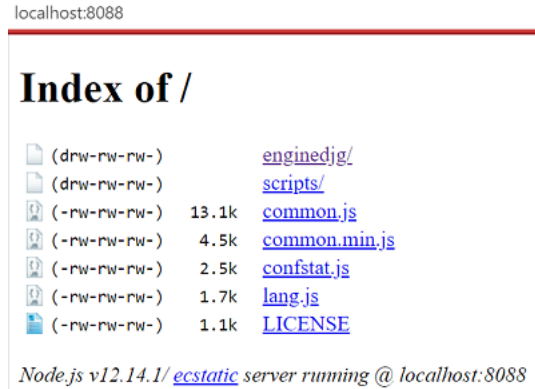 localhost:8088
Index of /
(drw-rw-rw-) enginedjg/
(drw-rw-rw-) scripts/
(-rw-rw-rw-) 13.1k common.js
(-rw-rw-rw-) 4.5k common.min.js
(-rw-rw-rw-) 2.5k confstat.js
(-rw-rw-rw-) 1.7k lang.js
(-rw-rw-rw-) 1.1k LICENSE
Node.js v12.14.1/ ecstatic server running @ localhost:8088